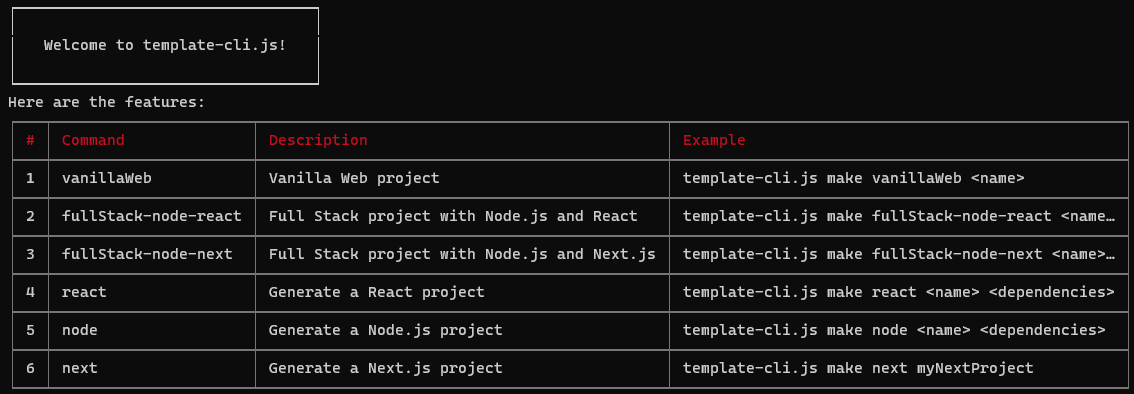 Welcome to template-cli.js!
Here are the features:
# Command Description Example
1 vanillaWeb Vanilla Web project template-cli.js make vanillaWeb <name>
2 fullStack-node-react Full Stack project with Node.js and React template-cli.js make fullStack-node-react <name…
3 fullStack-node-next Full Stack project with Node.js and Next.js template-cli.js make fullStack-node-next <name>…
4 react Generate a React project template-cli.js make react <name> <dependencies>
5 node Generate a Node.js project template-cli.js make node <name> <dependencies>
6 next Generate a Next.js project template-cli.js make next myNextProject